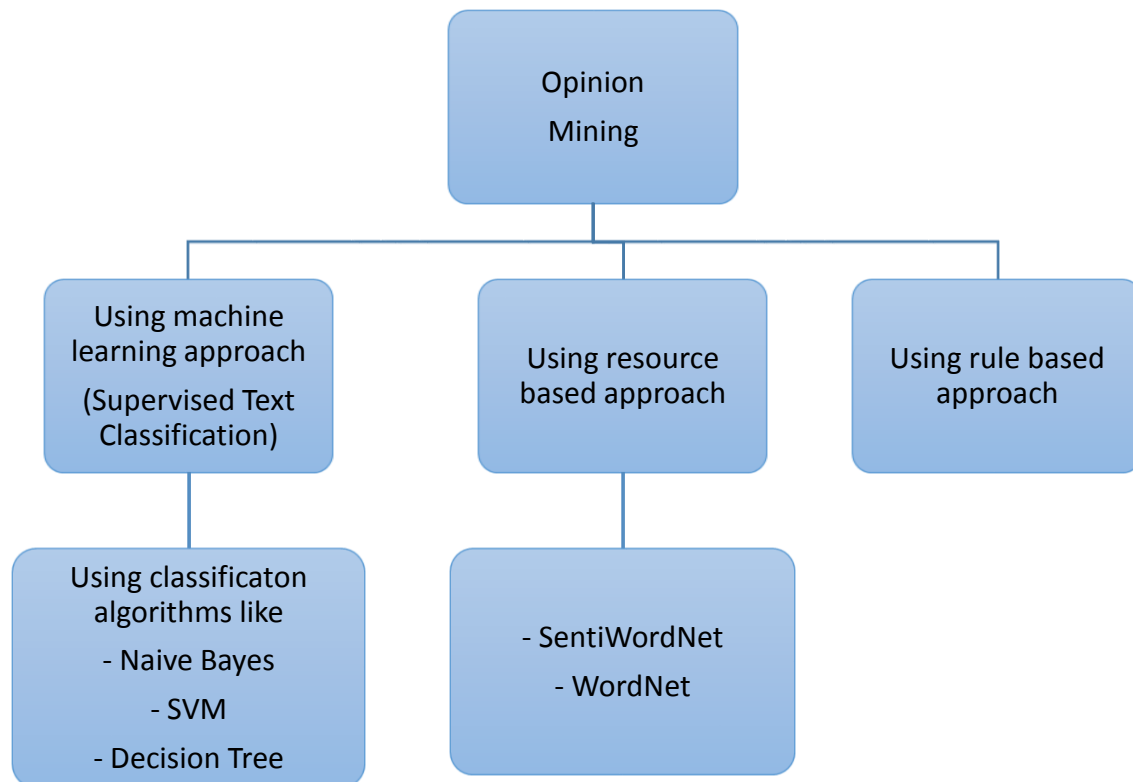 Opinion
Mining
Using machine
learning approach
(Supervised Text
Classification)
Using resource
based approach
Using rule based
approach
Using classificaton
algorithms like
- Naive Bayes
- SVM
- Decision Tree
- SentiWordNet
- WordNet